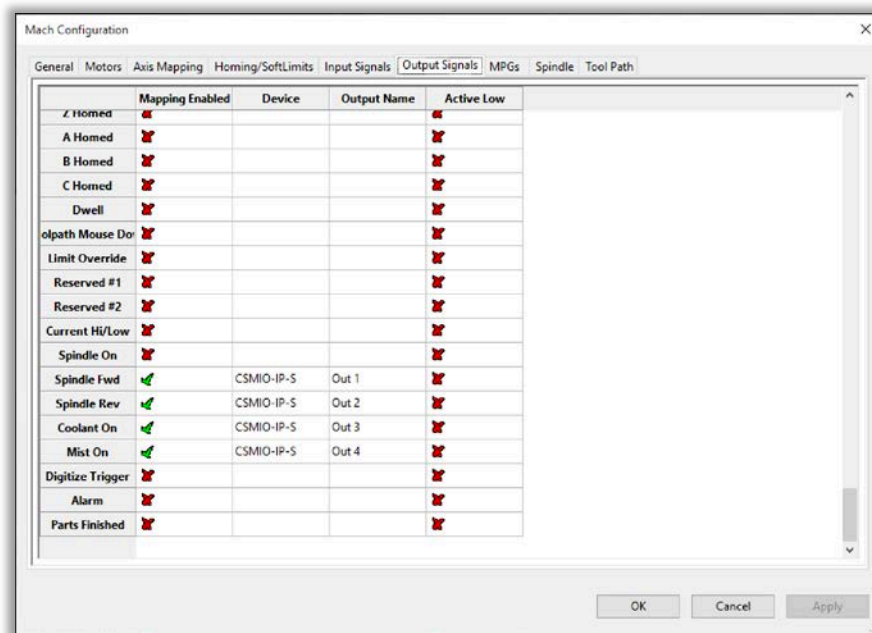 Mach Configuration
General Motors Axis Mapping Homing/SoftLimits Input Signals Output Signals MPGs Spindle Tool Path
Mapping Enabled Device Output Name Active Low
Z Homed
A Homed
B Homed
C Homed
Dwell
olpath Mouse Do
Limit Override
Reserved #1
Reserved #2
Current Hi/Low
Spindle On
Spindle Fwd CSMIO-IP-S Out 1
Spindle Rev CSMIO-IP-S Out 2
Coolant On CSMIO-IP-S Out 3
Mist On CSMIO-IP-S Out 4
Digitize Trigger
Alarm
Parts Finished
OK Cancel Apply